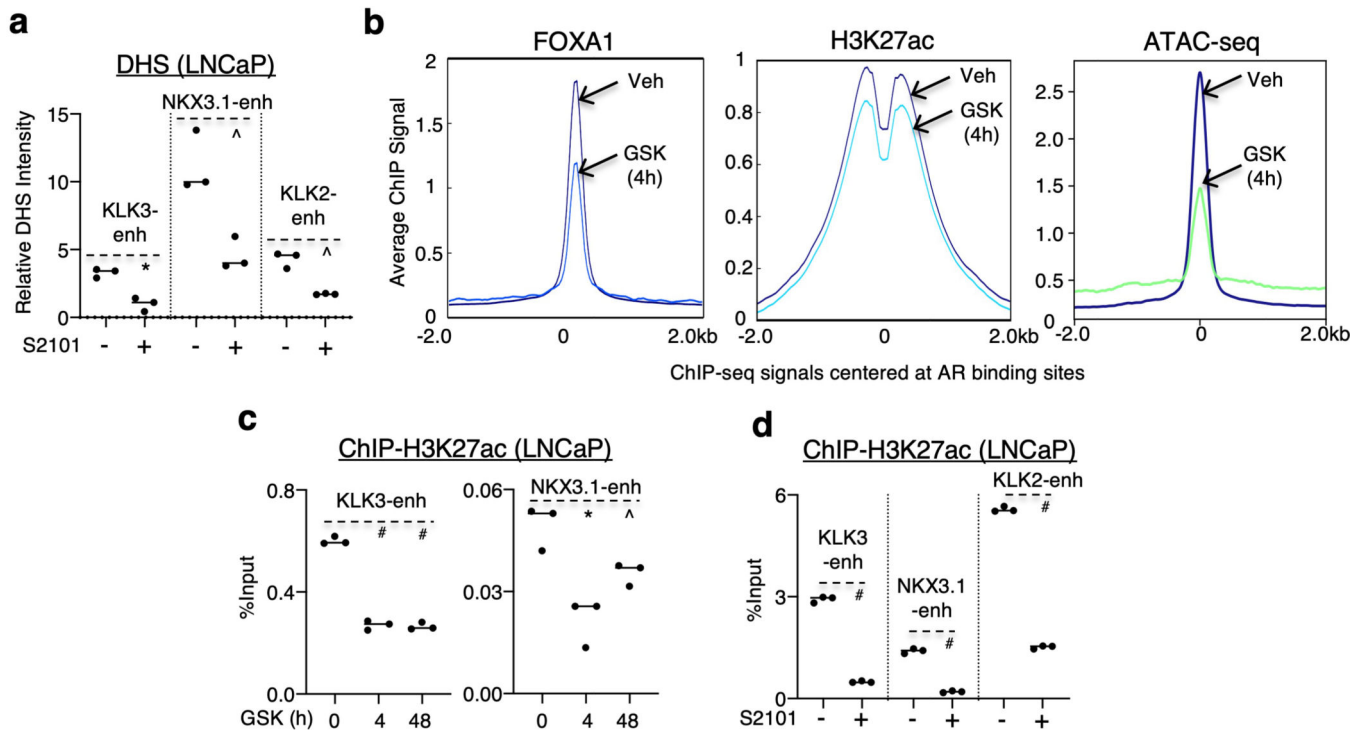 a
DHS (LNCaP)
Relative DHS Intensity
15
10
5
0
NKX3.1-enh
^
KLK3-
enh
*
KLK2-
enh
^
S2101 - + - + - +
b
FOXA1
Average ChIP Signal
2
1.5
1
0.5
0
Veh
GSK
(4h)
-2.0 0 2.0kb
H3K27ac
1
0.8
0.6
0.4
0.2
0
Veh
GSK
(4h)
-2.0 0 2.0kb
ATAC-seq
2.5
2.0
1.5
1.0
0.5
0
Veh
GSK
(4h)
-2.0 0 2.0kb
ChIP-seq signals centered at AR binding sites
c
ChIP-H3K27ac (LNCaP)
%Input
0.8
0.4
0.0
KLK3-enh
# #
GSK (h) 0 4 48
0.06
0.03
0.00
NKX3.1-enh
* ^
0 4 48
d
ChIP-H3K27ac (LNCaP)
%Input
6
3
0
KLK3
-enh
#
NKX3.1
-enh
#
KLK2-enh
#
S2101 - + - + - +